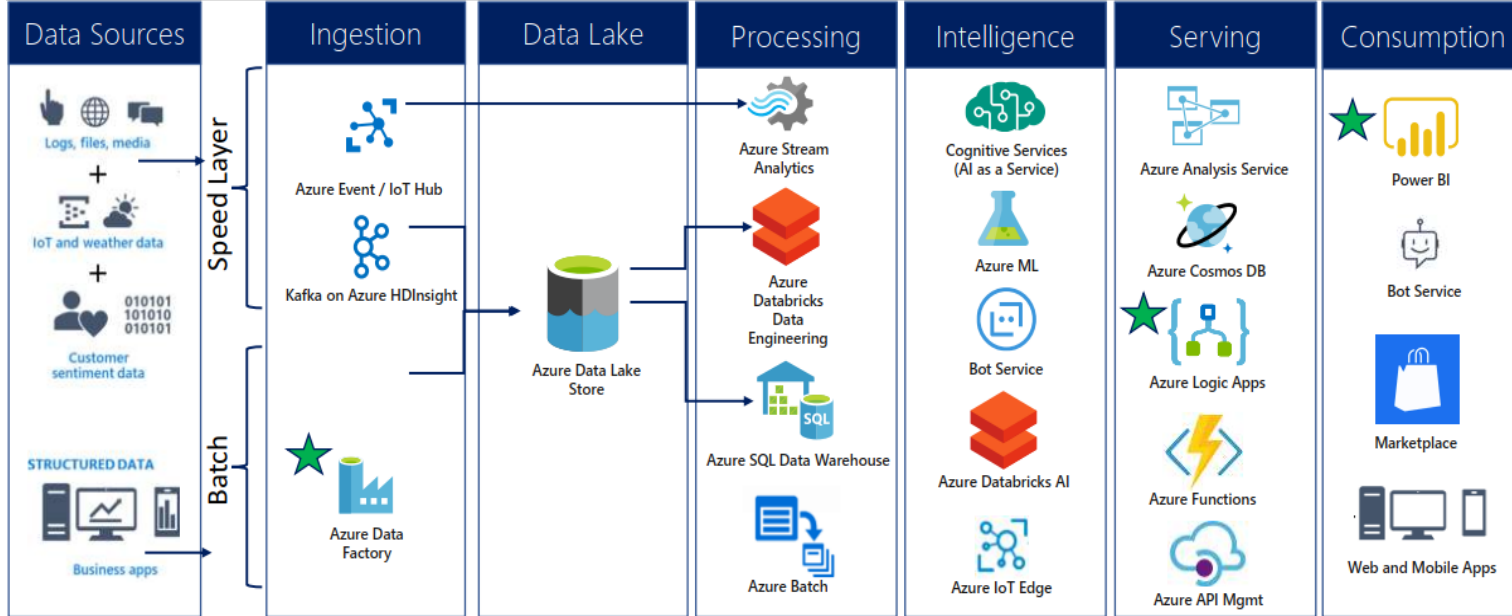 Data Sources
Logs, files, media
+
IoT and weather data
+
010101
101010
010101
Customer
sentiment data
STRUCTURED DATA
Business apps
Speed Layer
Batch
Ingestion
Azure Event / IoT Hub
Kafka on Azure HDInsight
Azure Data
Factory
Data Lake
Azure Data Lake
Store
Processing
Azure Stream
Analytics
Azure
Databricks
Data
Engineering
SQL
Azure SQL Data Warehouse
Azure Batch
Intelligence
Cognitive Services
(AI as a Service)
Azure ML
Bot Service
Azure Databricks AI
Azure IoT Edge
Serving
Azure Analysis Service
Azure Cosmos DB
Azure Logic Apps
Azure Functions
Azure API Mgmt
Consumption
Power BI
Bot Service
Marketplace
Web and Mobile Apps